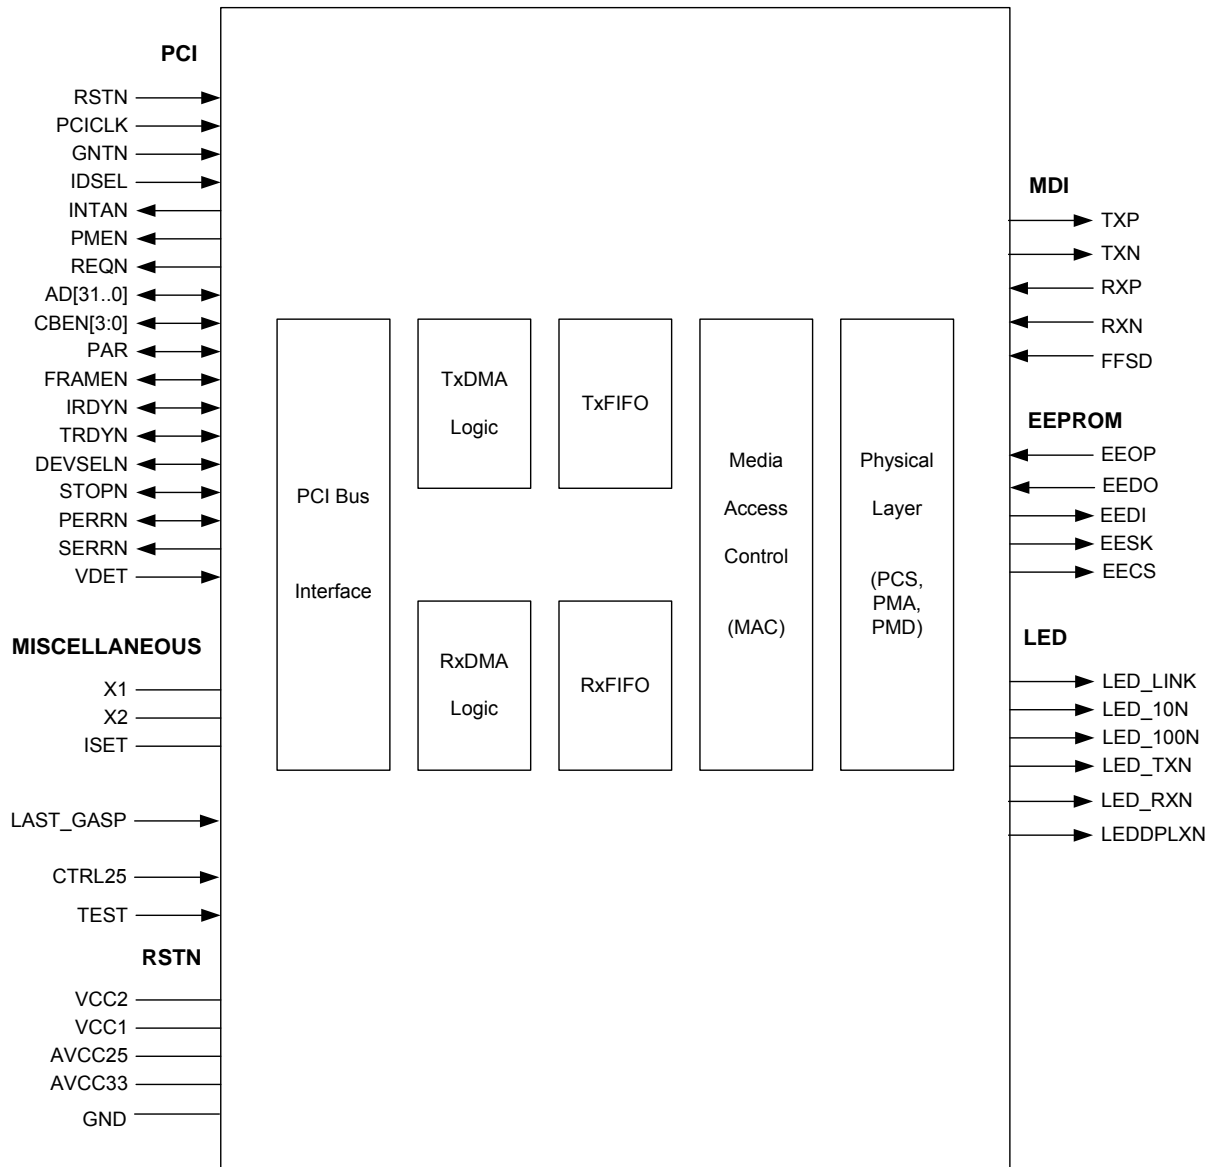 PCI
RSTN
PCICLK
GNTN
IDSEL
INTAN
PMEN
REQN
AD[31..0]
CBEN[3:0]
PAR
FRAMEN
IRDYN
TRDYN
DEVSELN
STOPN
PERRN
SERRN
VDET
MISCELLANEOUS
X1
X2
ISET
LAST_GASP
CTRL25
TEST
RSTN
VCC2
VCC1
AVCC25
AVCC33
GND
PCI Bus
Interface
TxDMA
Logic
TxFIFO
RxDMA
Logic
RxFIFO
Media
Access
Control
(MAC)
Physical
Layer
(PCS,
PMA,
PMD)
MDI
TXP
TXN
RXP
RXN
FFSD
EEPROM
EEOP
EEDO
EEDI
EESK
EECS
LED
LED_LINK
LED_10N
LED_100N
LED_TXN
LED_RXN
LEDDPLXN